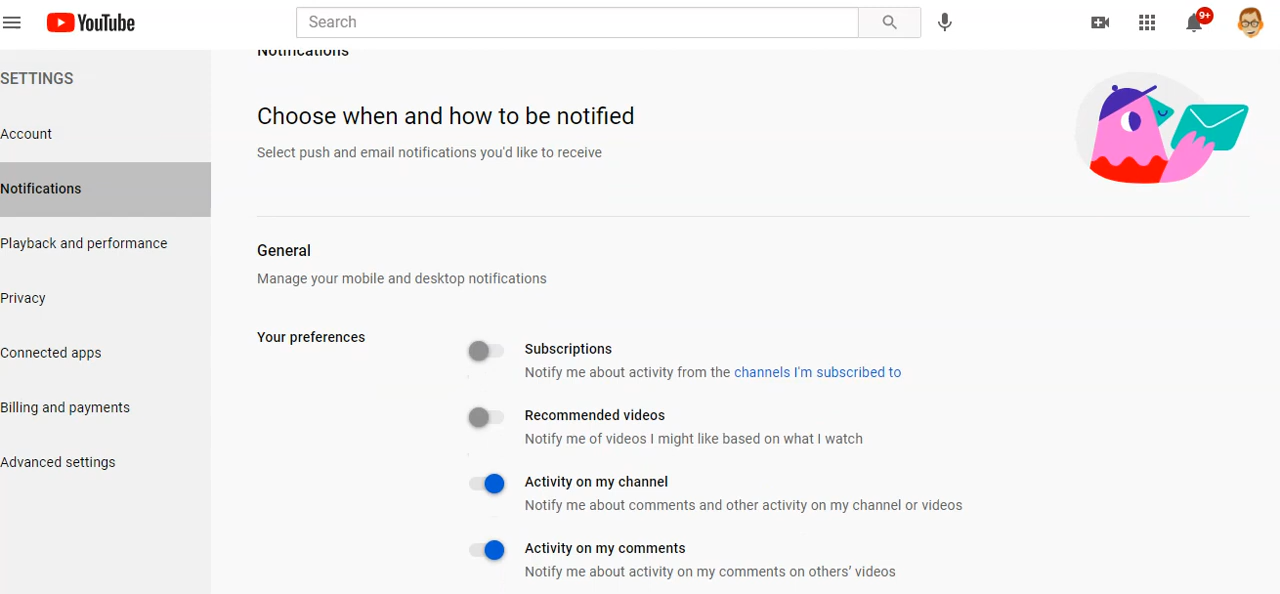 YouTube
Search
9+
SETTINGS
Account
Notifications
Playback and performance
Privacy
Connected apps
Billing and payments
Advanced settings
Notifications
Choose when and how to be notified
Select push and email notifications you'd like to receive
General
Manage your mobile and desktop notifications
Your preferences
Subscriptions
Notify me about activity from the channels I'm subscribed to
Recommended videos
Notify me of videos I might like based on what I watch
Activity on my channel
Notify me about comments and other activity on my channel or videos
Activity on my comments
Notify me about activity on my comments on others’ videos